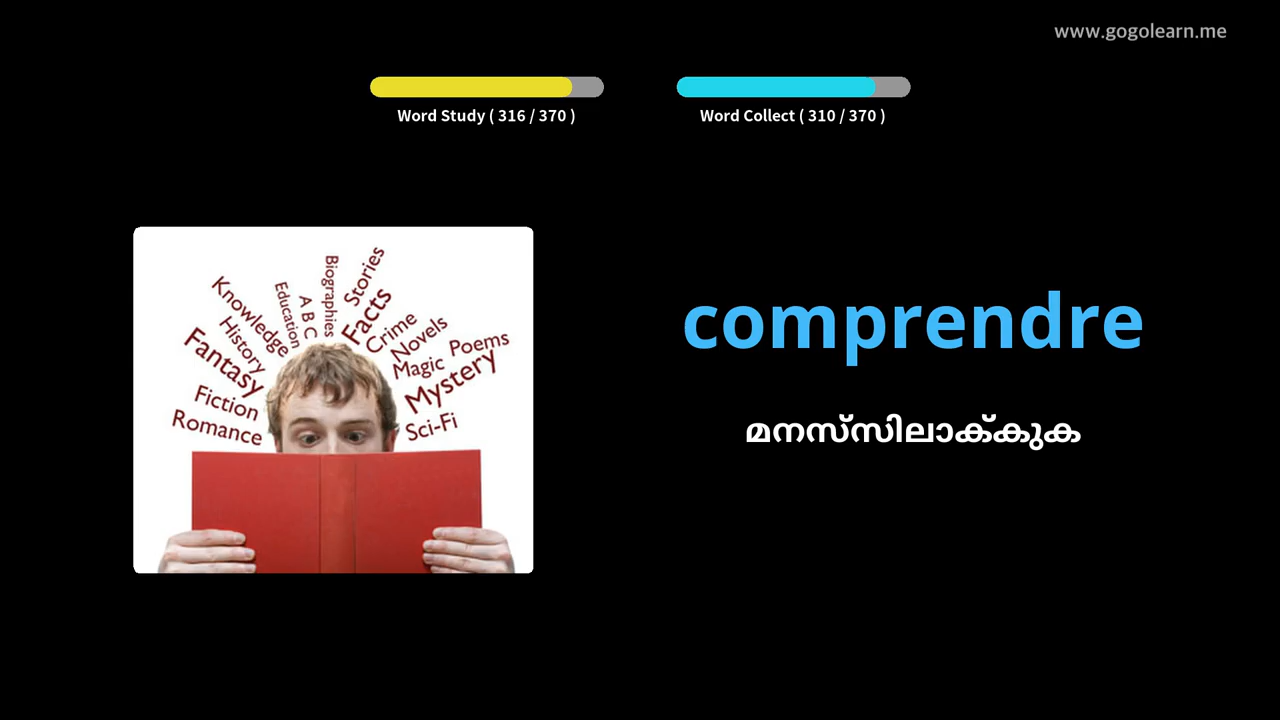 www.gogolearn.me
Word Study ( 316 / 370 )
Word Collect ( 310 / 370 )
Biographies
Stories
Education
A B C
Facts
Knowledge
Crime
History
Novels
Poems
Fantasy
Magic
Mystery
Fiction
Romance
Sci-Fi
comprendre
മനസ്സിലാക്കുക